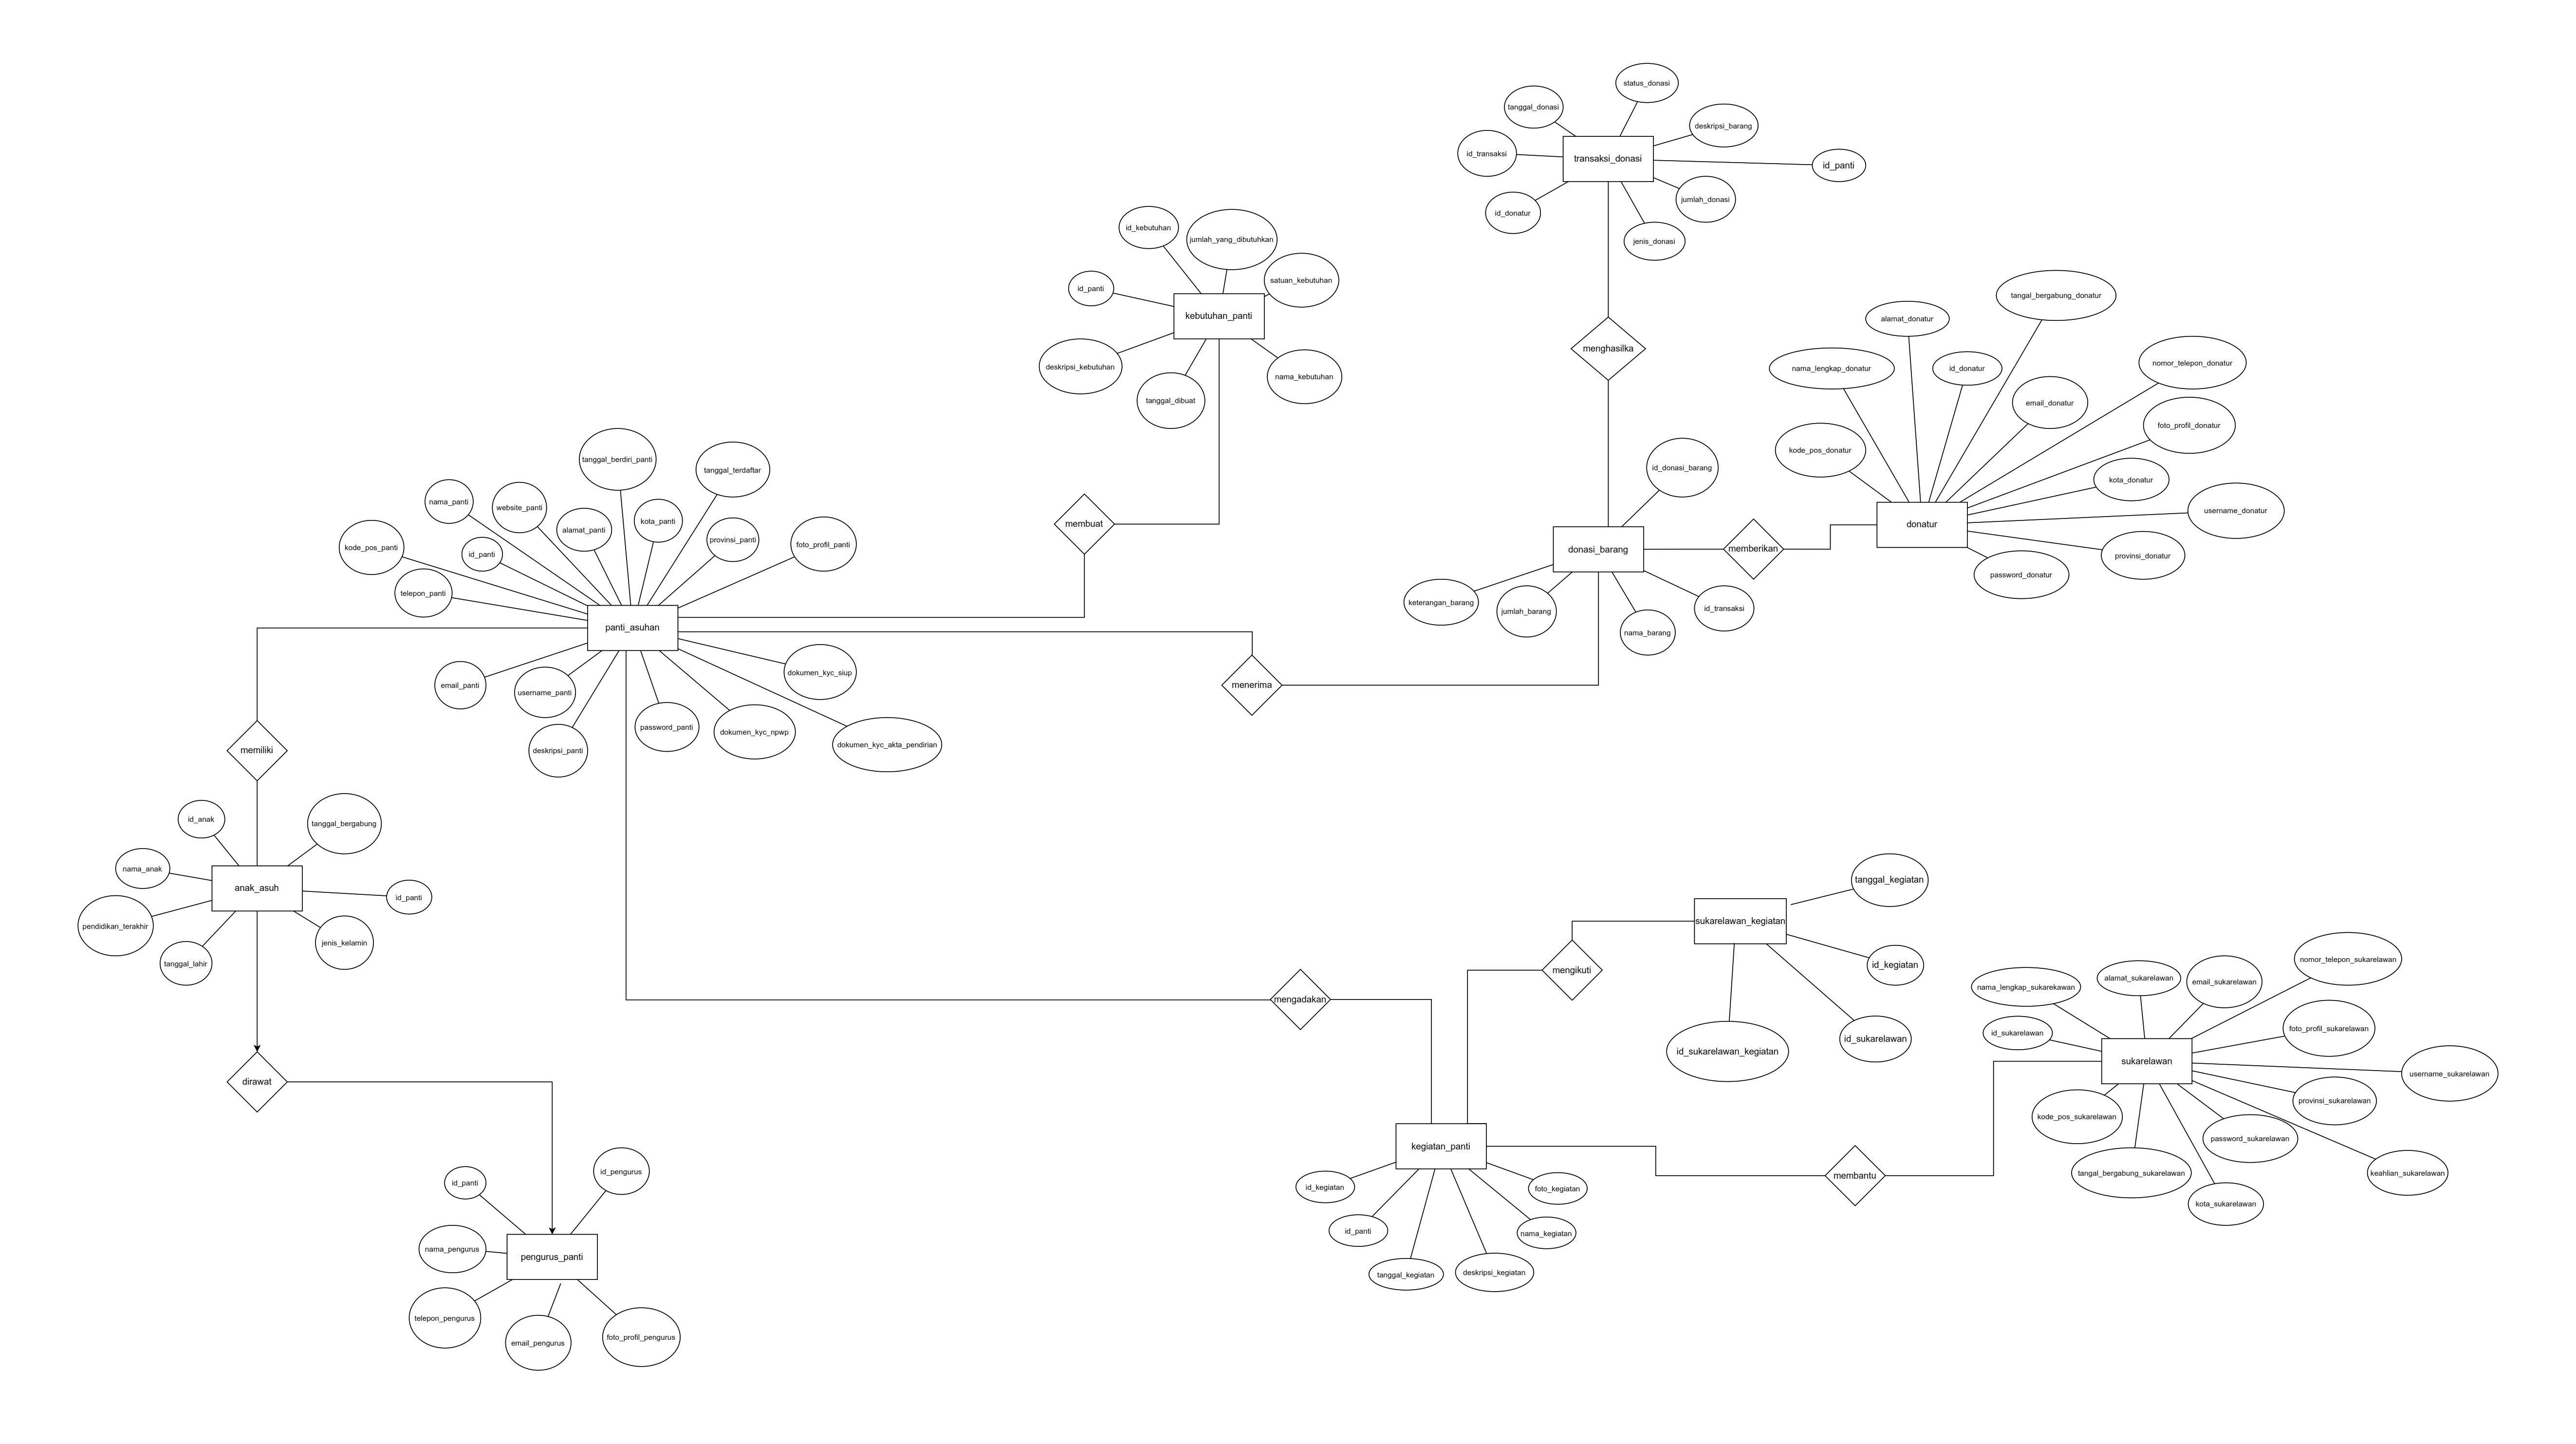 status_donasi
tanggal_donasi
deskripsi_barang
id_transaksi
transaksi_donasi
id_panti
jumlah_donasi
id_donatur
jenis_donasi
id_kebutuhan
jumlah_yang_dibutuhkan
satuan_kebutuhan
id_panti
kebutuhan_panti
deskripsi_kebutuhan
nama_kebutuhan
tanggal_dibuat
menghasilka
tangal_bergabung_donatur
alamat_donatur
nama_lengkap_donatur
id_donatur
nomor_telepon_donatur
email_donatur
foto_profil_donatur
kode_pos_donatur
kota_donatur
username_donatur
donatur
provinsi_donatur
password_donatur
id_donasi_barang
donasi_barang
memberikan
keterangan_barang
jumlah_barang
nama_barang
id_transaksi
tanggal_berdiri_panti
tanggal_terdaftar
nama_panti
website_panti
alamat_panti
kota_panti
provinsi_panti
foto_profil_panti
kode_pos_panti
id_panti
telepon_panti
panti_asuhan
membuat
menerima
email_panti
username_panti
deskripsi_panti
password_panti
dokumen_kyc_npwp
dokumen_kyc_siup
dokumen_kyc_akta_pendirian
memiliki
id_anak
tanggal_bergabung
nama_anak
anak_asuh
id_panti
pendidikan_terakhir
tanggal_lahir
jenis_kelamin
dirawat
id_panti
id_pengurus
nama_pengurus
pengurus_panti
telepon_pengurus
email_pengurus
foto_profil_pengurus
mengadakan
mengikuti
sukarelawan_kegiatan
tanggal_kegiatan
id_kegiatan
id_sukarelawan
id_sukarelawan_kegiatan
kegiatan_panti
id_kegiatan
id_panti
tanggal_kegiatan
deskripsi_kegiatan
nama_kegiatan
foto_kegiatan
membantu
nama_lengkap_sukarekawan
alamat_sukarelawan
email_sukarelawan
nomor_telepon_sukarelawan
id_sukarelawan
foto_profil_sukarelawan
sukarelawan
username_sukarelawan
provinsi_sukarelawan
kode_pos_sukarelawan
password_sukarelawan
tangal_bergabung_sukarelawan
keahlian_sukarelawan
kota_sukarelawan